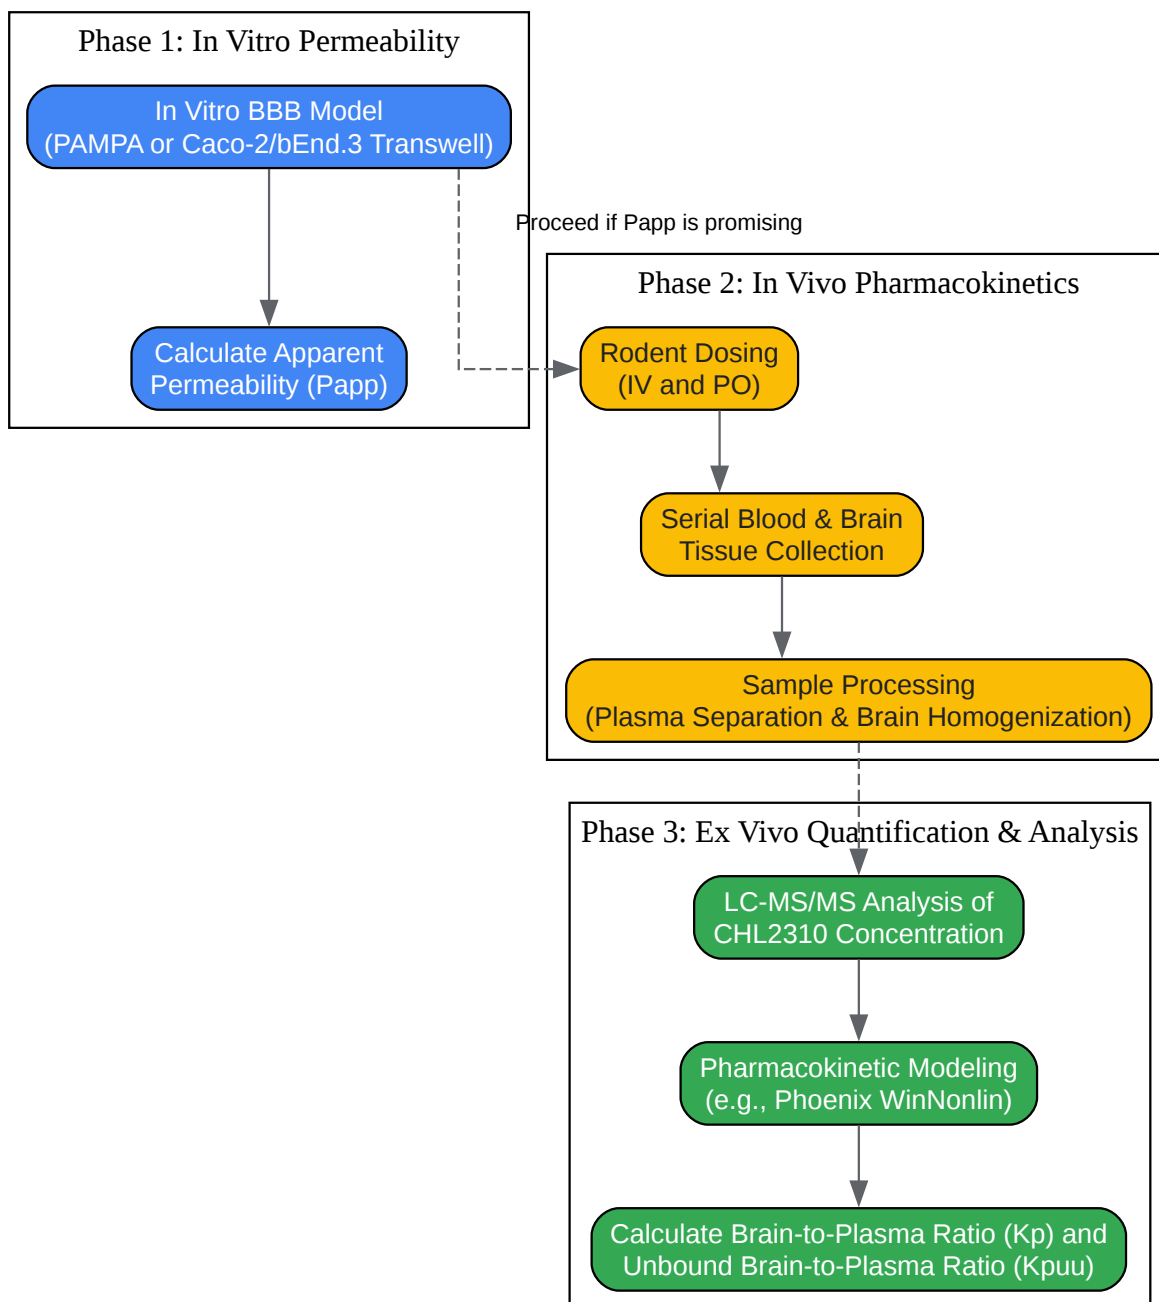 Phase 1: In Vitro Permeability
In Vitro BBB Model
(PAMPA or Caco-2/bEnd.3 Transwell)
Proceed if Papp is promising
Calculate Apparent
Permeability (Papp)
Phase 2: In Vivo Pharmacokinetics
Rodent Dosing
(IV and PO)
Serial Blood & Brain
Tissue Collection
Sample Processing
(Plasma Separation & Brain Homogenization)
Phase 3: Ex Vivo Quantification & Analysis
LC-MS/MS Analysis of
CHL2310 Concentration
Pharmacokinetic Modeling
(e.g., Phoenix WinNonlin)
Calculate Brain-to-Plasma Ratio (Kp) and
Unbound Brain-to-Plasma Ratio (Kpuu)